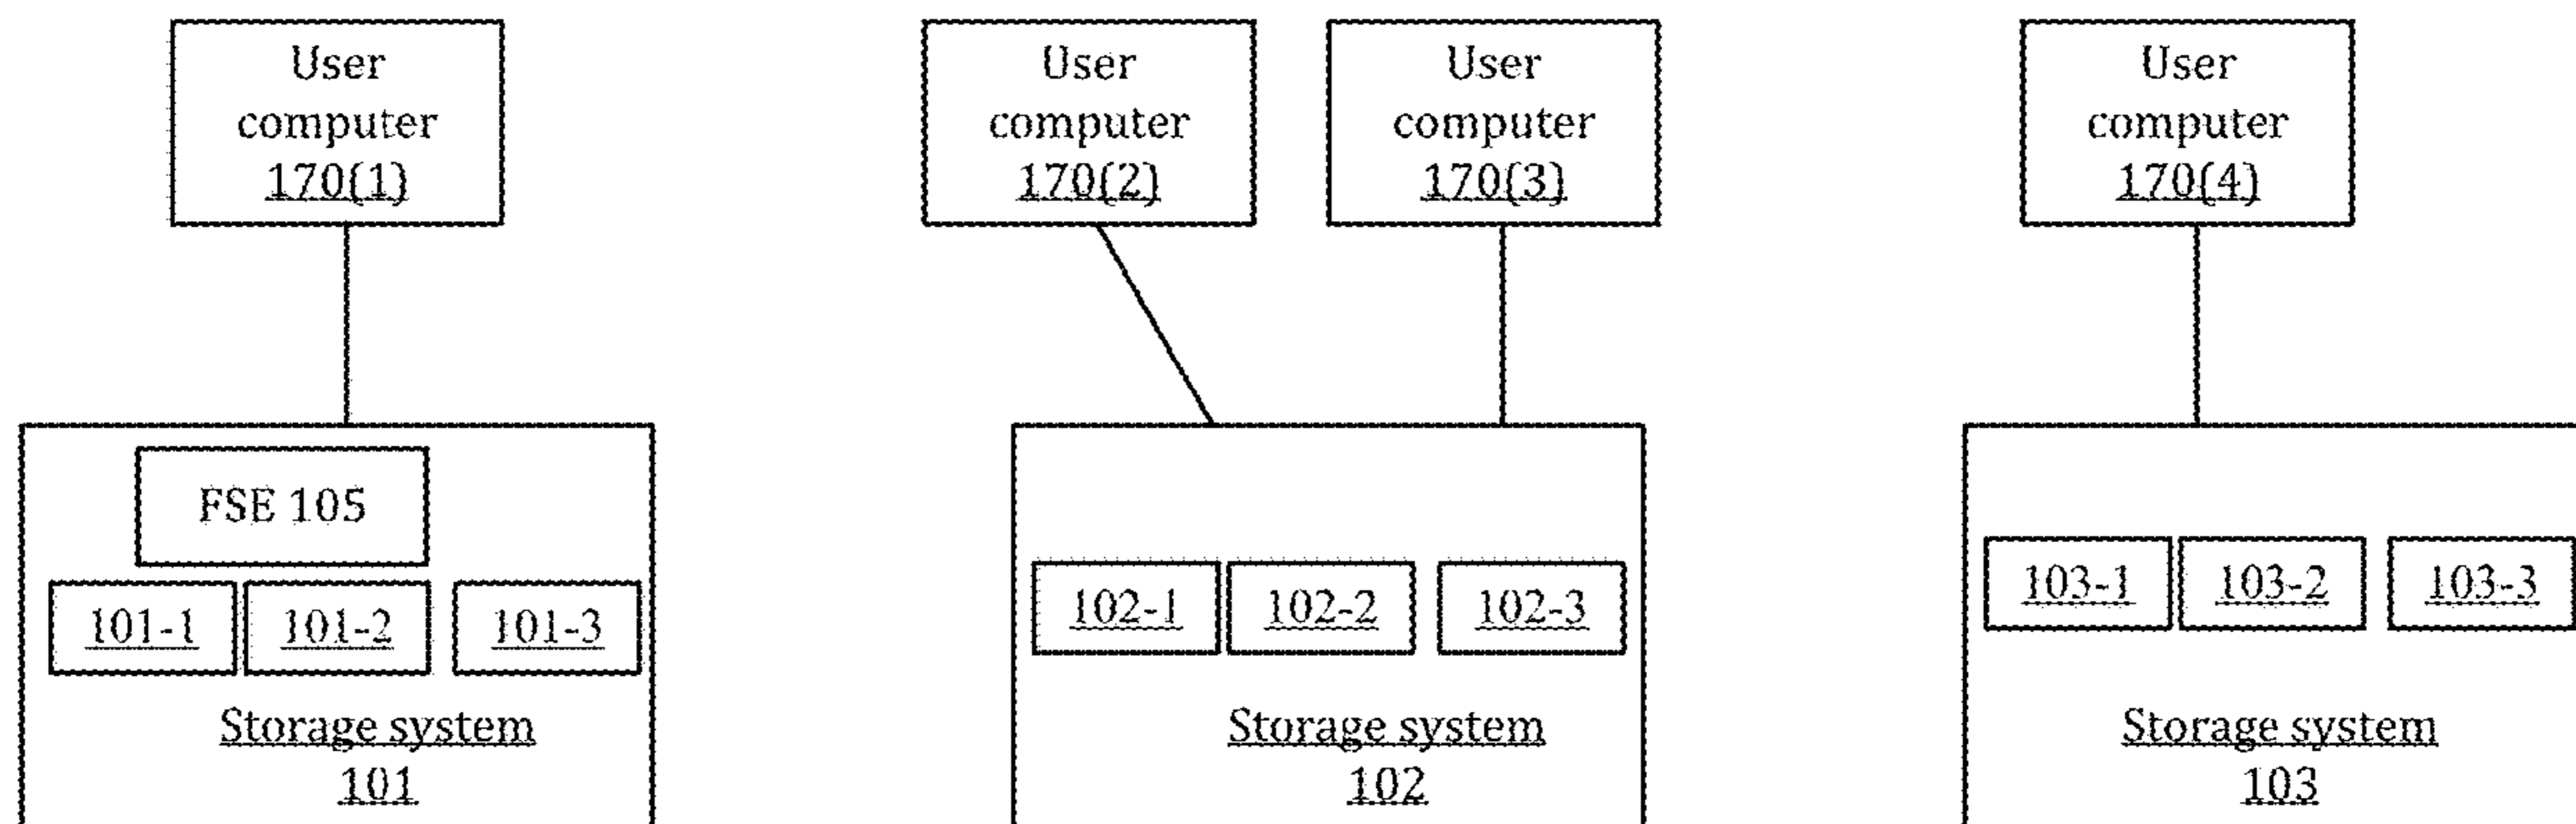 User
computer
170(1)
User
computer
170(2)
User
computer
170(3)
User
computer
170(4)
FSE 105
101-1
101-2
101-3
Storage system
101
102-1
102-2
102-3
Storage system
102
103-1
103-2
103-3
Storage system
103